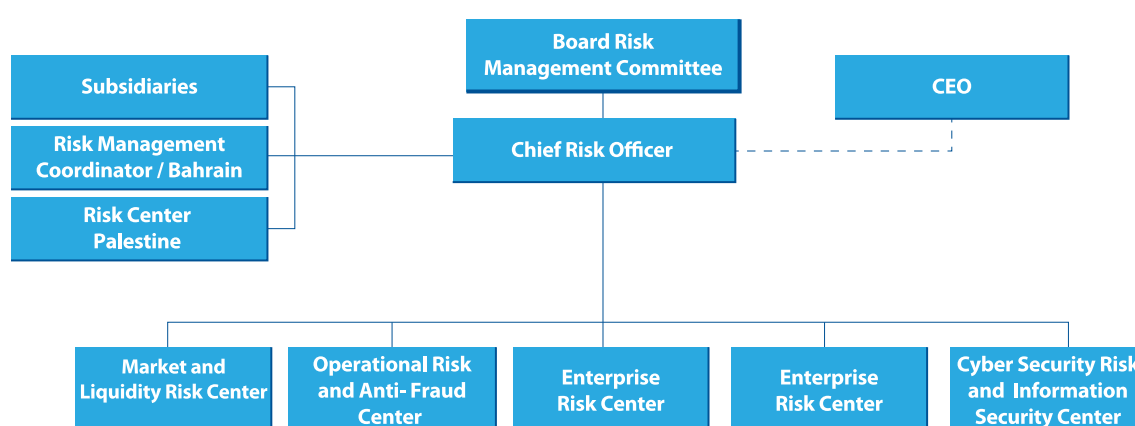 Board Risk
Management Committee
Subsidiaries
CEO
Risk Management
Coordinator / Bahrain
Chief Risk Officer
Risk Center
Palestine
Market and
Liquidity Risk Center
Operational Risk
and Anti- Fraud
Center
Enterprise
Risk Center
Enterprise
Risk Center
Cyber Security Risk
and Information
Security Center